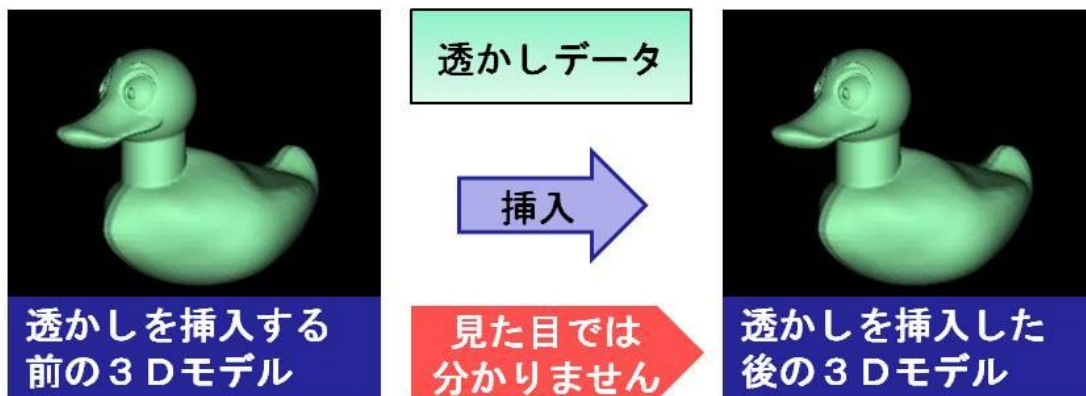 透かしデータ
挿入
透かしを挿入する
前の３Ｄモデル
見た目では
分かりません
透かしを挿入した
後の３Ｄモデル